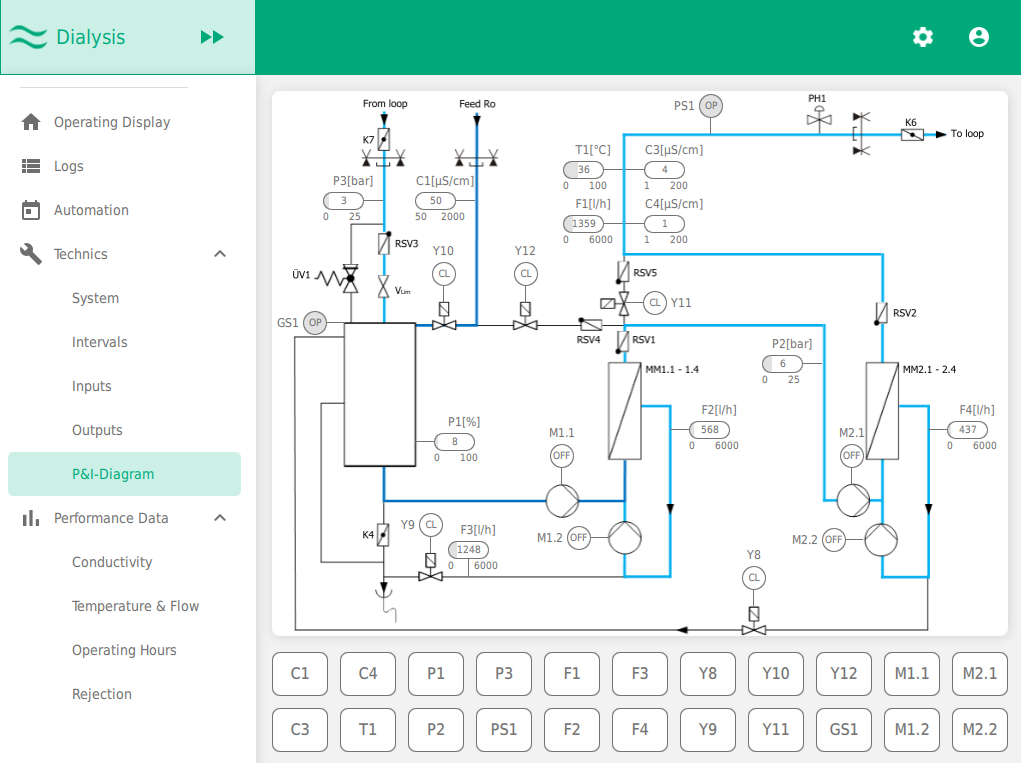 Dialysis
Operating Display
Logs
Automation
Technics
System
Intervals
Inputs
Outputs
P&I-Diagram
Performance Data
Conductivity
Temperature & Flow
Operating Hours
Rejection
From loop
Feed Ro
K7
P3[bar]
3
0 25
C1[µS/cm]
50
50 2000
PS1 OP
PH1
K6
To loop
T1[°C]
36
0 100
C3[µS/cm]
4
1 200
F1[l/h]
1359
0 6000
C4[µS/cm]
1
1 200
RSV3
Y10
CL
Y12
CL
ÜV1
VLim
RSV5
CL Y11
GS1 OP
RSV4
RSV1
RSV2
P2[bar]
6
0 25
MM1.1 - 1.4
MM2.1 - 2.4
P1[%]
8
0 100
F2[l/h]
568
0 6000
F4[l/h]
437
0 6000
M1.1
OFF
M2.1
OFF
K4
Y9 CL
F3[l/h]
1248
0 6000
M1.2 OFF
M2.2 OFF
Y8
CL
C1 C4 P1 P3 F1 F3 Y8 Y10 Y12 M1.1 M2.1
C3 T1 P2 PS1 F2 F4 Y9 Y11 GS1 M1.2 M2.2